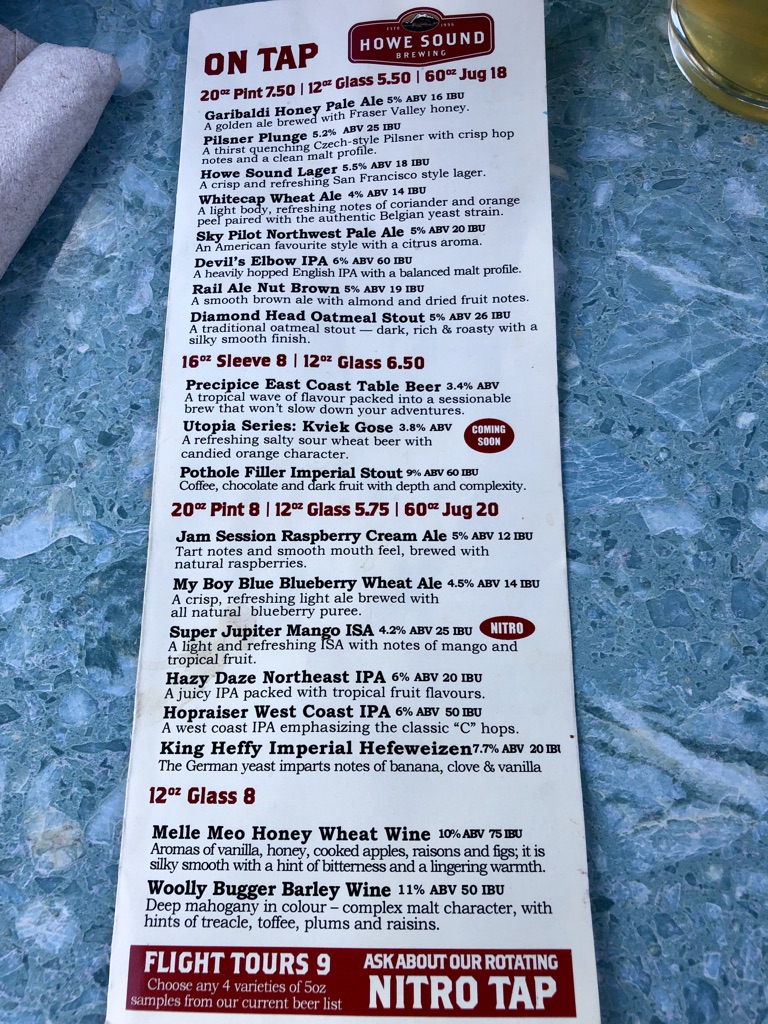 ESTD 1996
HOWE SOUND
BREWING
ON TAP
20oz Pint 7.50 | 12oz Glass 5.50 | 60oz Jug 18
Garibaldi Honey Pale Ale 5% ABV 16 IBU
A golden ale brewed with Fraser Valley honey.
Pilsner Plunge 5.2% ABV 25 IBU
A thirst quenching Czech-style Pilsner with crisp hop
notes and a clean malt profile.
Howe Sound Lager 5.5% ABV 18 IBU
A crisp and refreshing San Francisco style lager.
Whitecap Wheat Ale 4% ABV 14 IBU
A light body, refreshing notes of coriander and orange
peel paired with the authentic Belgian yeast strain.
Sky Pilot Northwest Pale Ale 5% ABV 20 IBU
An American favourite style with a citrus aroma.
Devil's Elbow IPA 6% ABV 60 IBU
A heavily hopped English IPA with a balanced malt profile.
Rail Ale Nut Brown 5% ABV 19 IBU
A smooth brown ale with almond and dried fruit notes.
Diamond Head Oatmeal Stout 5% ABV 26 IBU
A traditional oatmeal stout — dark, rich & roasty with a
silky smooth finish.
16oz Sleeve 8 | 12oz Glass 6.50
Precipice East Coast Table Beer 3.4% ABV
A tropical wave of flavour packed into a sessionable
brew that won't slow down your adventures.
Utopia Series: Kviek Gose 3.8% ABV
COMING
SOON
A refreshing salty sour wheat beer with
candied orange character.
Pothole Filler Imperial Stout 9% ABV 60 IBU
Coffee, chocolate and dark fruit with depth and complexity.
20oz Pint 8 | 12oz Glass 5.75 | 60oz Jug 20
Jam Session Raspberry Cream Ale 5% ABV 12 IBU
Tart notes and smooth mouth feel, brewed with
natural raspberries.
My Boy Blue Blueberry Wheat Ale 4.5% ABV 14 IBU
A crisp, refreshing light ale brewed with
all natural blueberry puree.
Super Jupiter Mango ISA 4.2% ABV 25 IBU
NITRO
A light and refreshing ISA with notes of mango and
tropical fruit.
Hazy Daze Northeast IPA 6% ABV 20 IBU
A juicy IPA packed with tropical fruit flavours.
Hopraiser West Coast IPA 6% ABV 50 IBU
A west coast IPA emphasizing the classic “C” hops.
King Heffy Imperial Hefeweizen 7.7% ABV 20 IBU
The German yeast imparts notes of banana, clove & vanilla
12oz Glass 8
Melle Meo Honey Wheat Wine 10% ABV 75 IBU
Aromas of vanilla, honey, cooked apples, raisons and figs; it is
silky smooth with a hint of bitterness and a lingering warmth.
Woolly Bugger Barley Wine 11% ABV 50 IBU
Deep mahogany in colour – complex malt character, with
hints of treacle, toffee, plums and raisins.
FLIGHT TOURS 9
Choose any 4 varieties of 5oz
samples from our current beer list
ASK ABOUT OUR ROTATING
NITRO TAP